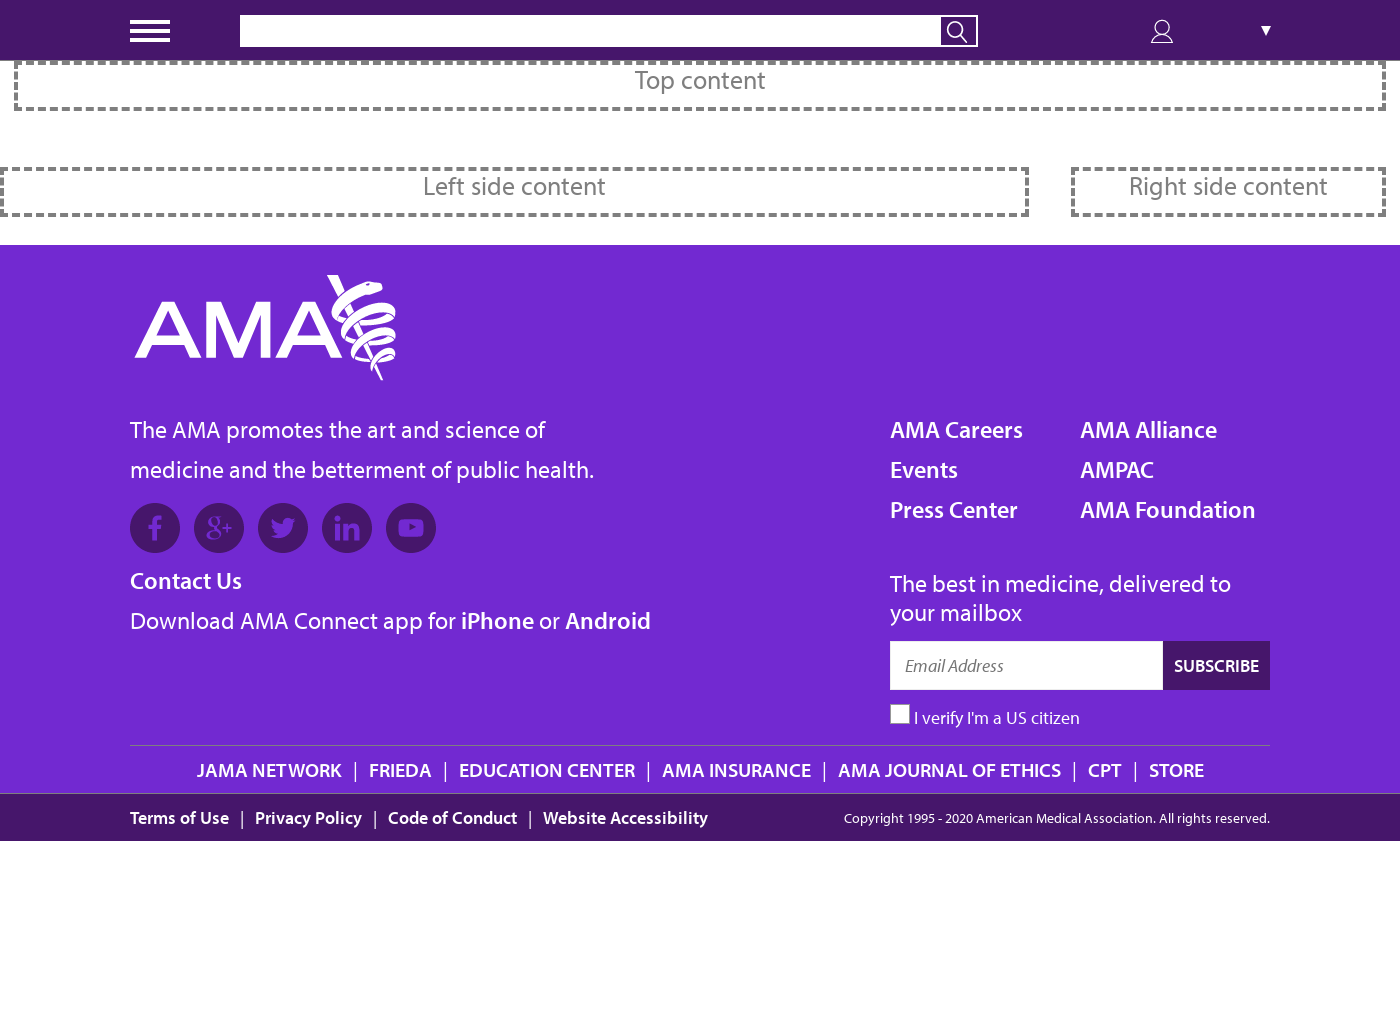 Top content
Left side content
Right side content
AMA
The AMA promotes the art and science of
medicine and the betterment of public health.
Contact Us
Download AMA Connect app for iPhone or Android
AMA Careers
Events
Press Center
AMA Alliance
AMPAC
AMA Foundation
The best in medicine, delivered to
your mailbox
Email Address
SUBSCRIBE
I verify I'm a US citizen
JAMA NETWORK | FRIEDA | EDUCATION CENTER | AMA INSURANCE | AMA JOURNAL OF ETHICS | CPT | STORE
Terms of Use | Privacy Policy | Code of Conduct | Website Accessibility
Copyright 1995 - 2020 American Medical Association. All rights reserved.